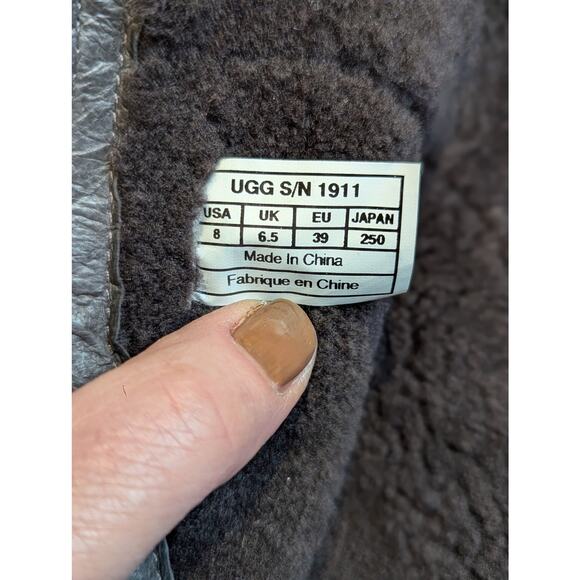 UGG S/N 1911
USA UK EU JAPAN
8 6.5 39 250
Made In China
Fabrique en Chine